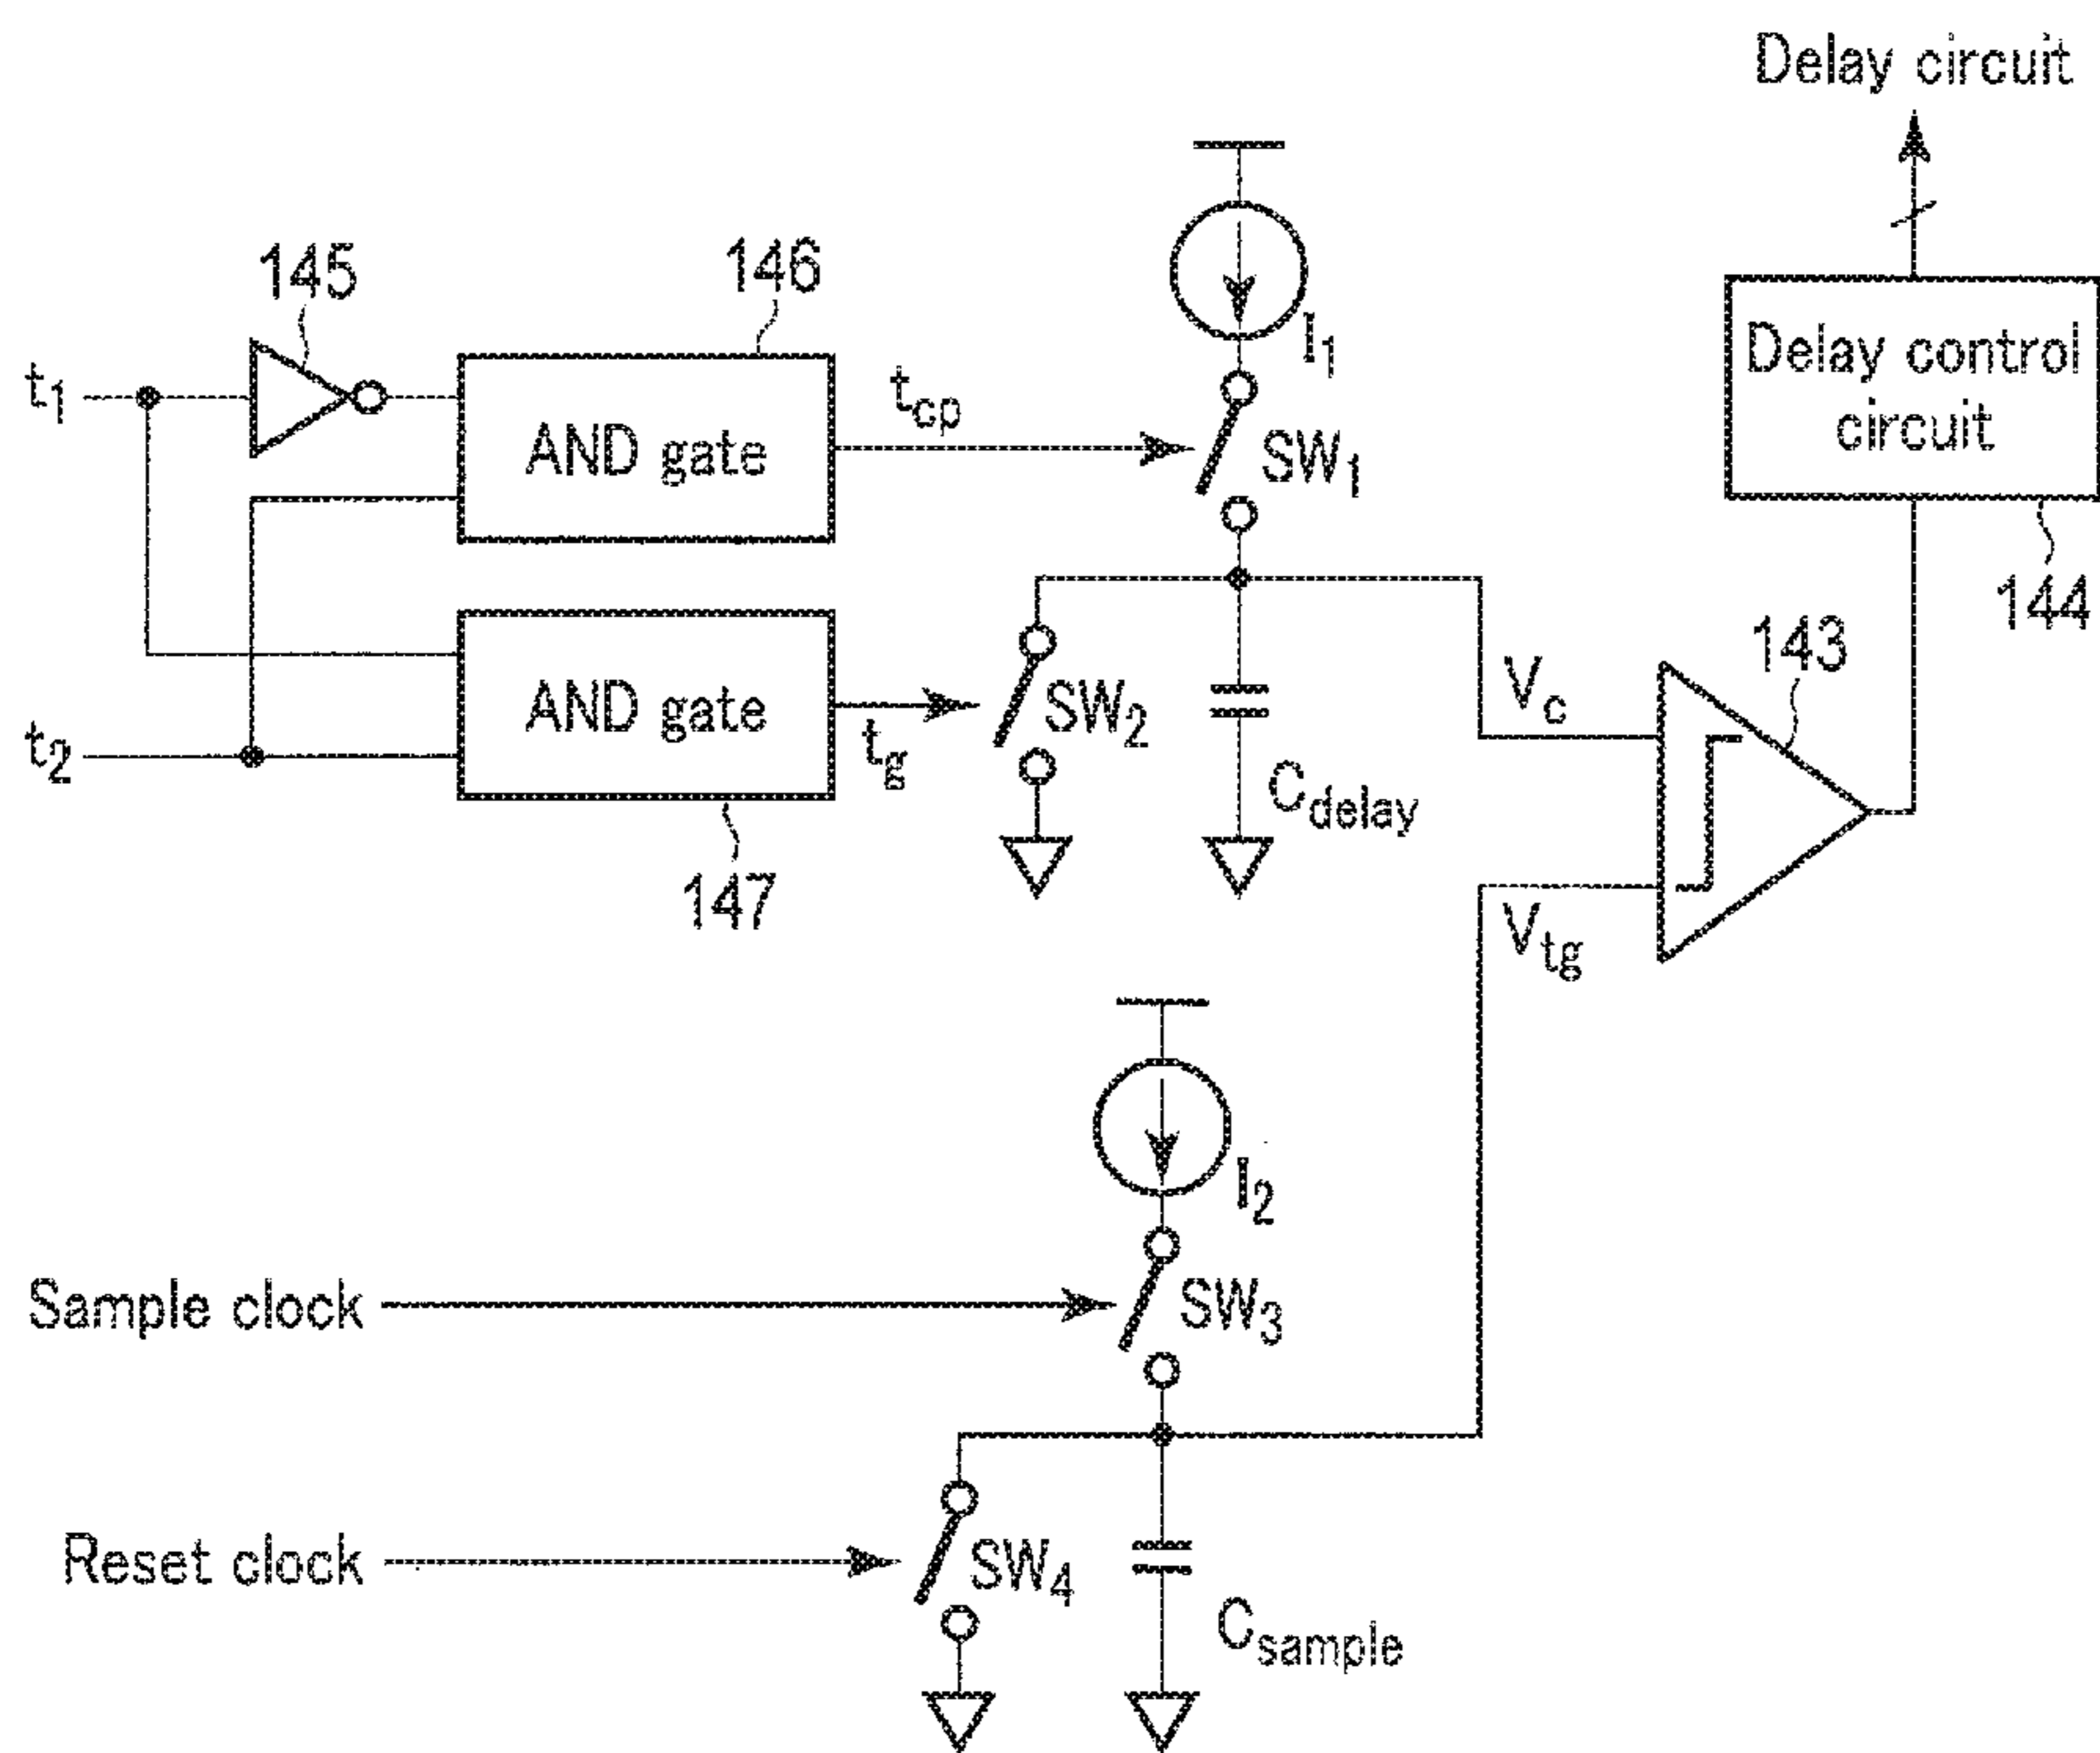 Delay circuit
145
146
I1
Delay control
circuit
t1
AND gate
tcp
SW1
144
143
t2
AND gate
tg
SW2
Vc
Cdelay
147
Vtg
I2
Sample clock
SW3
Reset clock
SW4
Csample